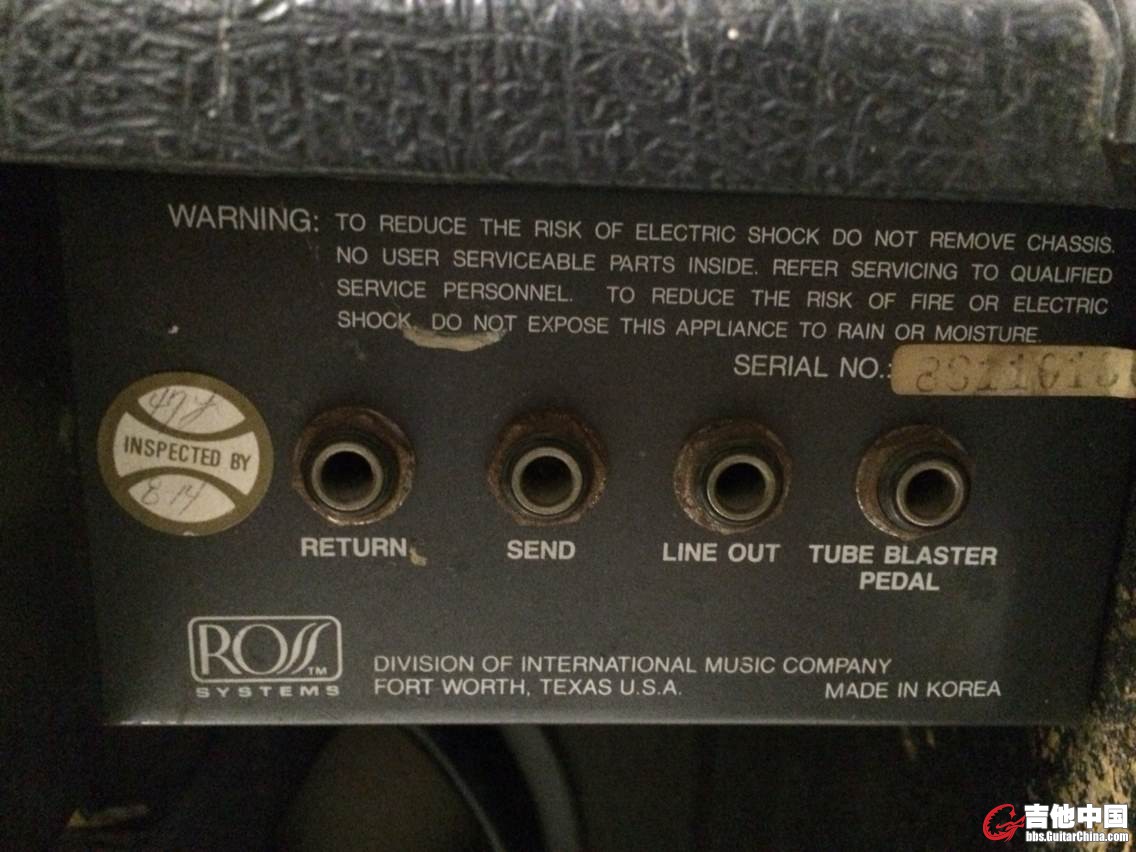 WARNING: TO REDUCE THE RISK OF ELECTRIC SHOCK DO NOT REMOVE CHASSIS.
NO USER SERVICEABLE PARTS INSIDE. REFER SERVICING TO QUALIFIED
SERVICE PERSONNEL. TO REDUCE THE RISK OF FIRE OR ELECTRIC
SHOCK, DO NOT EXPOSE THIS APPLIANCE TO RAIN OR MOISTURE.
SERIAL NO.:
INSPECTED BY
8-14
RETURN
SEND
LINE OUT
TUBE BLASTER
PEDAL
ROSS TM
SYSTEMS
DIVISION OF INTERNATIONAL MUSIC COMPANY
FORT WORTH, TEXAS U.S.A.
MADE IN KOREA
吉他中国
bbs.GuitarChina.com